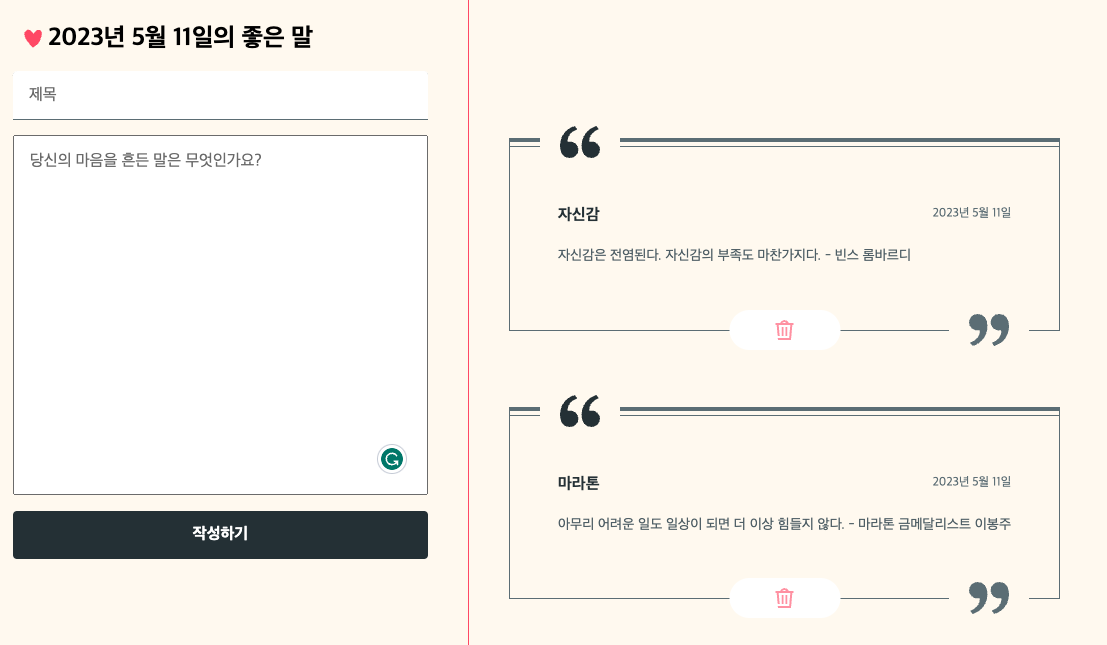 2023년 5월 11일의 좋은 말
제목
당신의 마음을 흔든 말은 무엇인가요?
작성하기
자신감
2023년 5월 11일
자신감은 전염된다. 자신감의 부족도 마찬가지다. - 빈스 롬바르디
마라톤
2023년 5월 11일
아무리 어려운 일도 일상이 되면 더 이상 힘들지 않다. - 마라톤 금메달리스트 이봉주